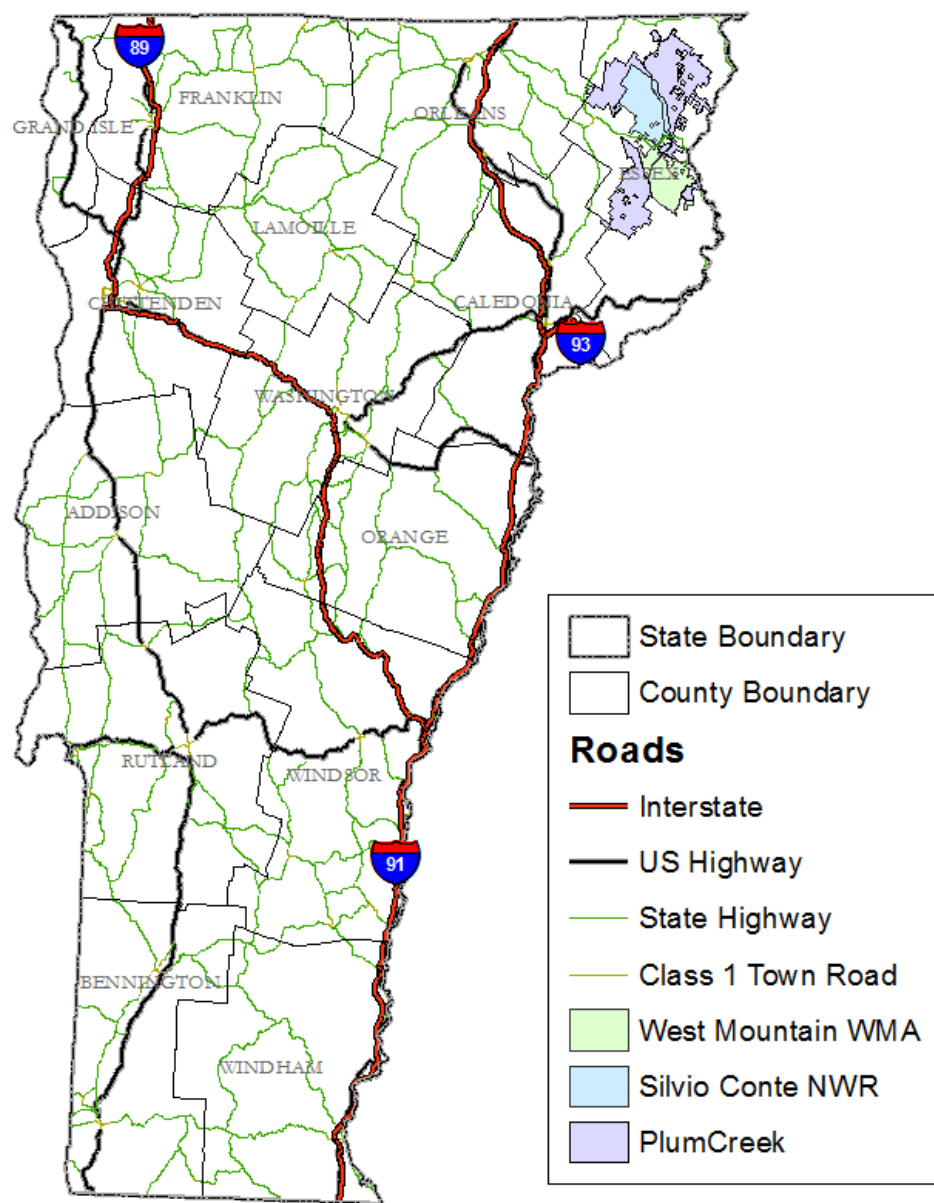 89
FRANKLIN
GRAND ISLE
ORLEANS
ESSEX
LAMOILLE
CHITTENDEN
CALEDONIA
93
WASHINGTON
ADDISON
ORANGE
RUTLAND
WINDSOR
91
BENNINGTON
WINDHAM
State Boundary
County Boundary
Roads
Interstate
US Highway
State Highway
Class 1 Town Road
West Mountain WMA
Silvio Conte NWR
PlumCreek